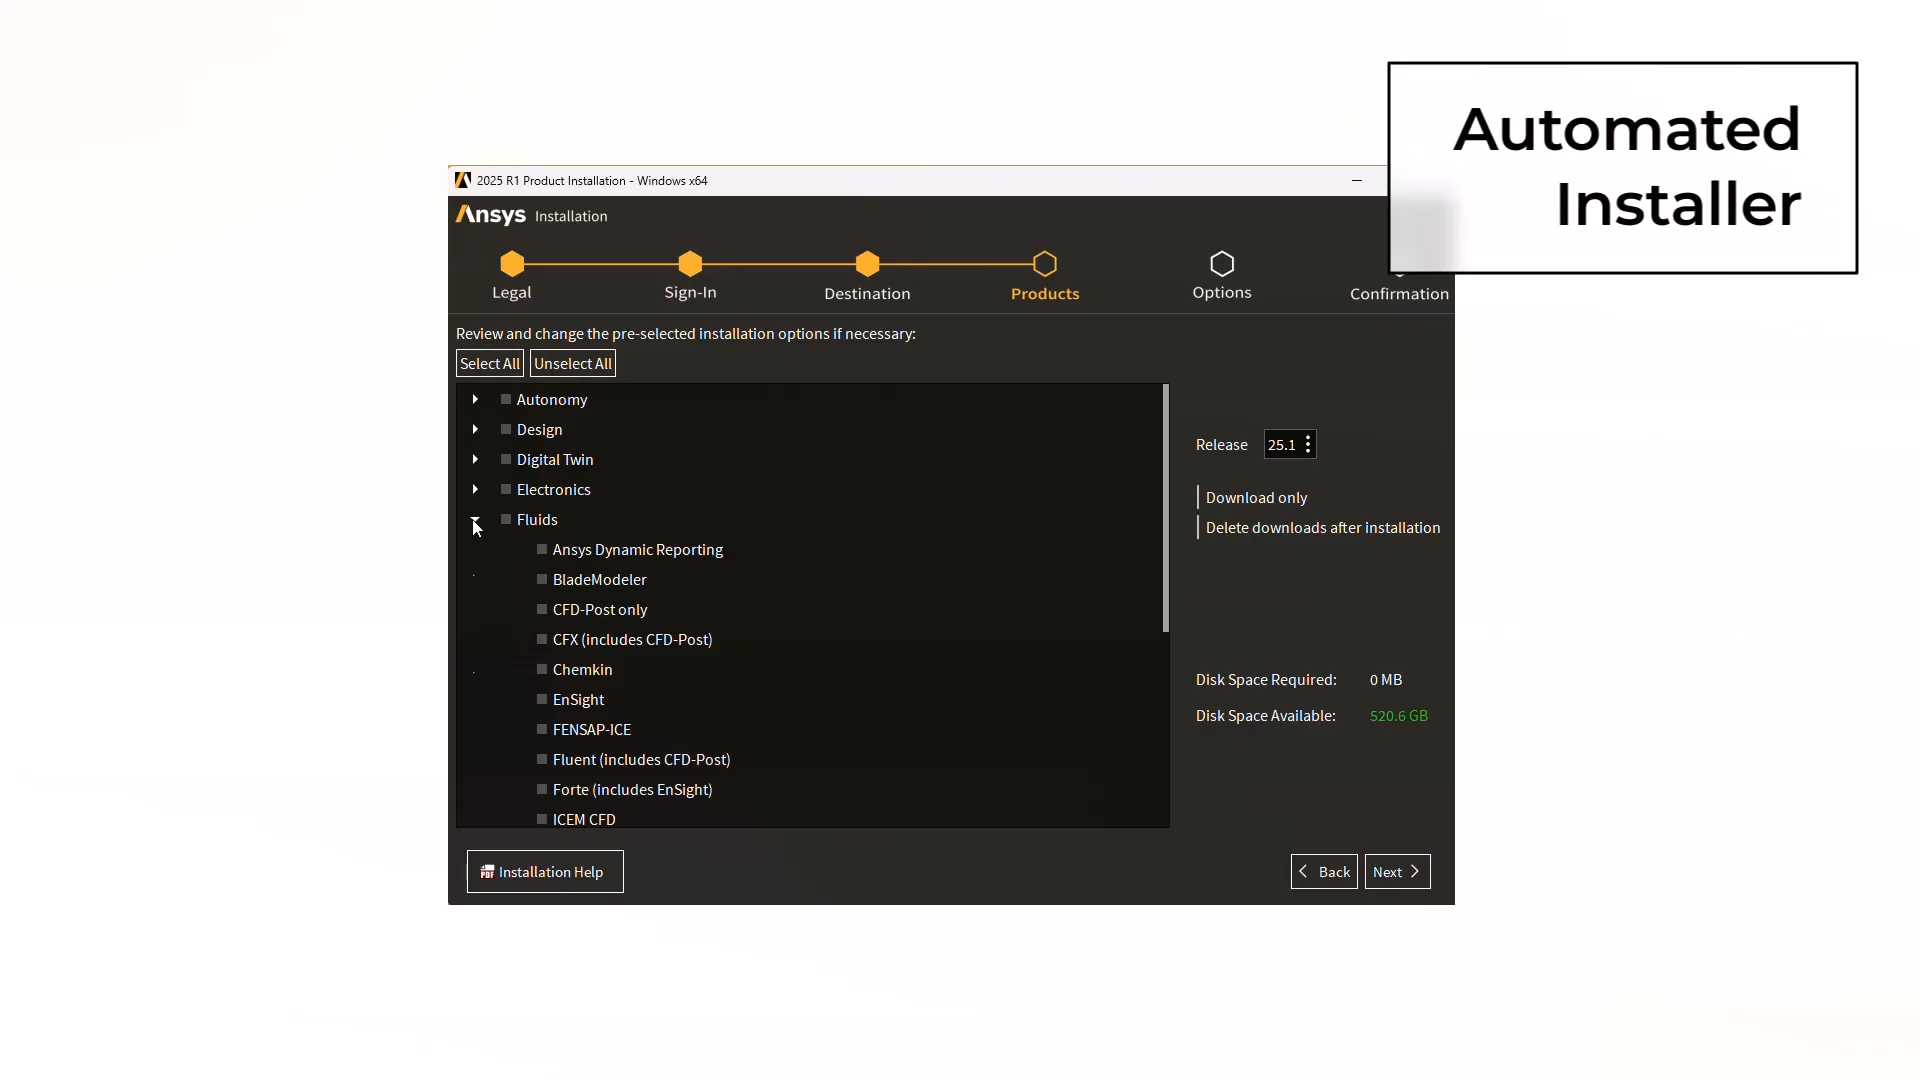 Automated
Installer
2025 R1 Product Installation - Windows x64
Ansys Installation
Legal
Sign-In
Destination
Products
Options
Confirmation
Review and change the pre-selected installation options if necessary:
Select All
Unselect All
Autonomy
Design
Digital Twin
Electronics
Fluids
Ansys Dynamic Reporting
BladeModeler
CFD-Post only
CFX (includes CFD-Post)
Chemkin
EnSight
FENSAP-ICE
Fluent (includes CFD-Post)
Forte (includes EnSight)
ICEM CFD
Release 25.1
Download only
Delete downloads after installation
Disk Space Required: 0 MB
Disk Space Available: 520.6 GB
PDF Installation Help
Back
Next